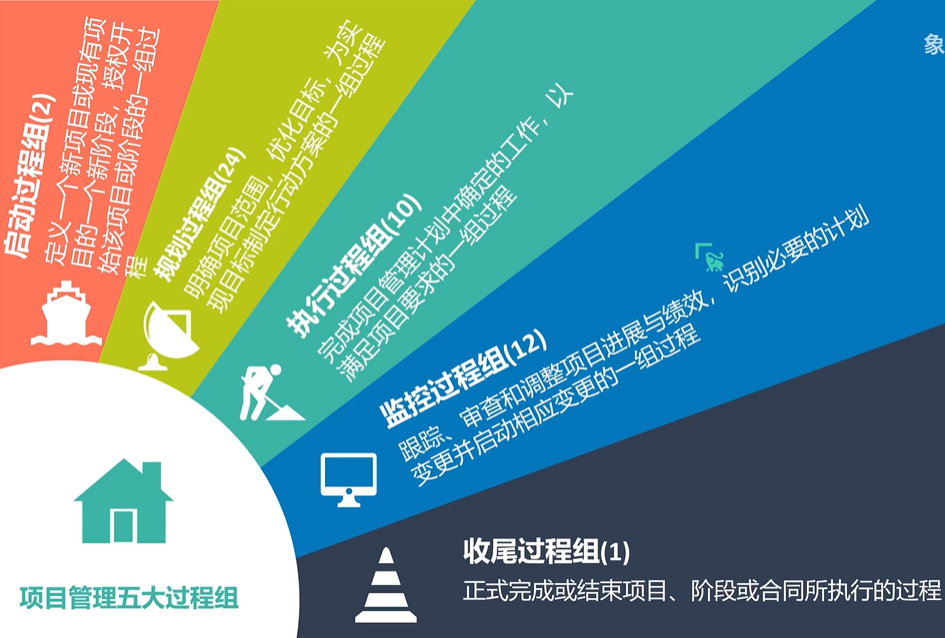 启动过程组(2)
定义一个新项目或现有项
目的一个新阶段，授权开
始该项目或阶段的一组过
程
规划过程组(24)
明确项目范围，优化目标，为实
现目标制定行动方案的一组过程
执行过程组(10)
完成项目管理计划中确定的工作，以
满足项目要求的一组过程
监控过程组(12)
跟踪、审查和调整项目进展与绩效，识别必要的计划
变更并启动相应变更的一组过程
收尾过程组(1)
正式完成或结束项目、阶段或合同所执行的过程
项目管理五大过程组
象